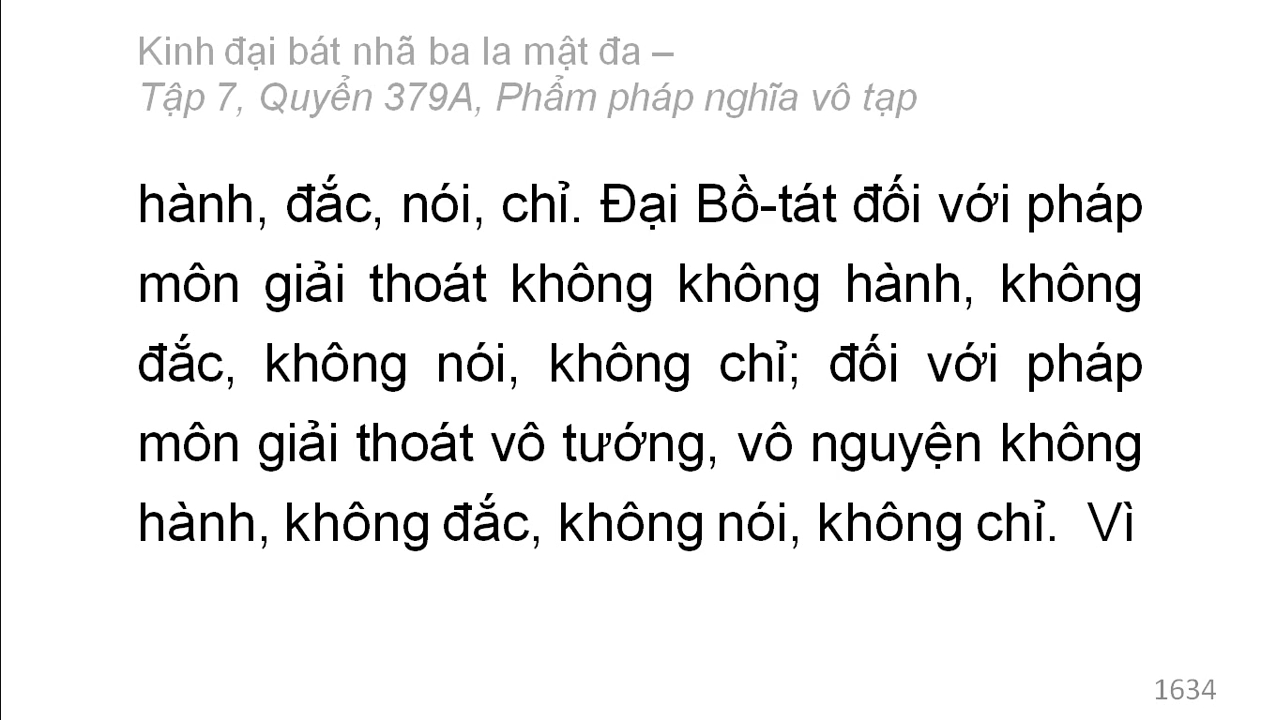 Kinh đại bát nhã ba la mật đa –
Tập 7, Quyển 379A, Phẩm pháp nghĩa vô tạp
hành, đắc, nói, chỉ. Đại Bồ-tát đối với pháp
môn giải thoát không không hành, không
đắc, không nói, không chỉ; đối với pháp
môn giải thoát vô tướng, vô nguyện không
hành, không đắc, không nói, không chỉ.  Vì
1634